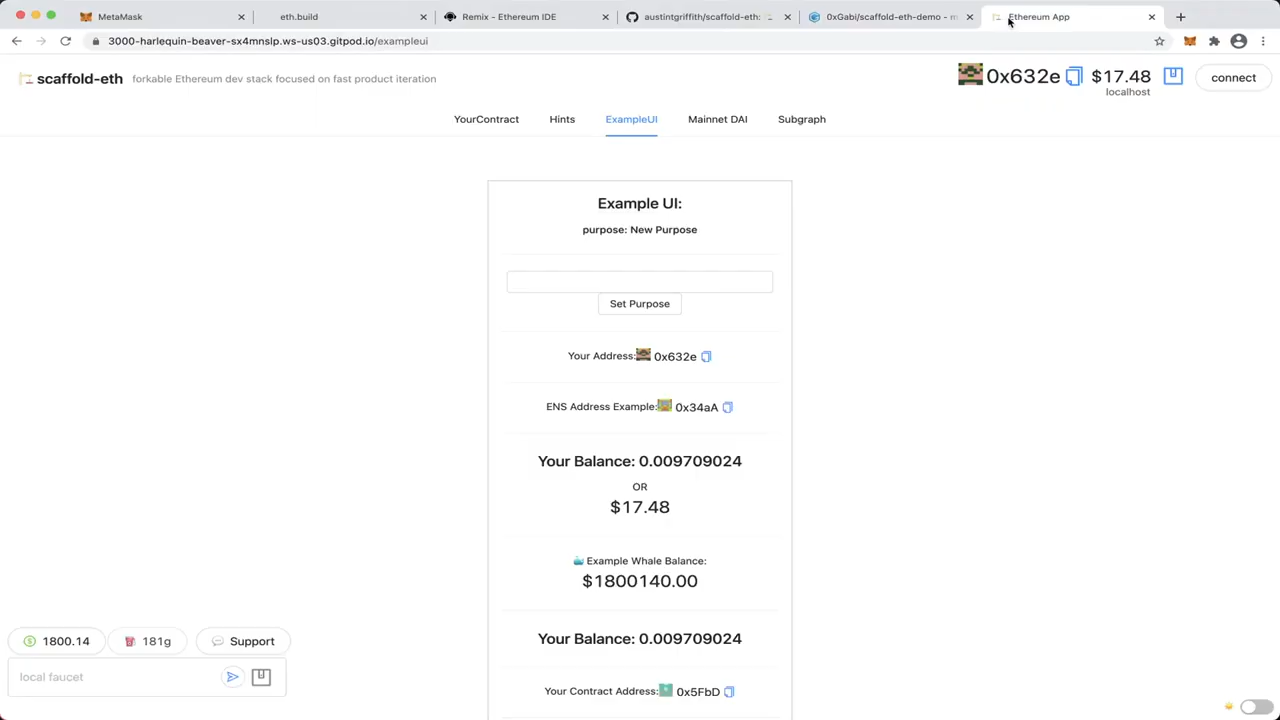 MetaMask
eth.build
Remix - Ethereum IDE
austintgriffith/scaffold-eth:
0xGabi/scaffold-eth-demo - m
Ethereum App
3000-harlequin-beaver-sx4mnslp.ws-us03.gitpod.io/exampleui
scaffold-eth forkable Ethereum dev stack focused on fast product iteration
0x632e $17.48 connect
localhost
YourContract Hints ExampleUI Mainnet DAI Subgraph
Example UI:
purpose: New Purpose
Set Purpose
Your Address: 0x632e
ENS Address Example: 0x34aA
Your Balance: 0.009709024
OR
$17.48
Example Whale Balance:
$1800140.00
Your Balance: 0.009709024
Your Contract Address: 0x5FbD
1800.14 181g Support
local faucet